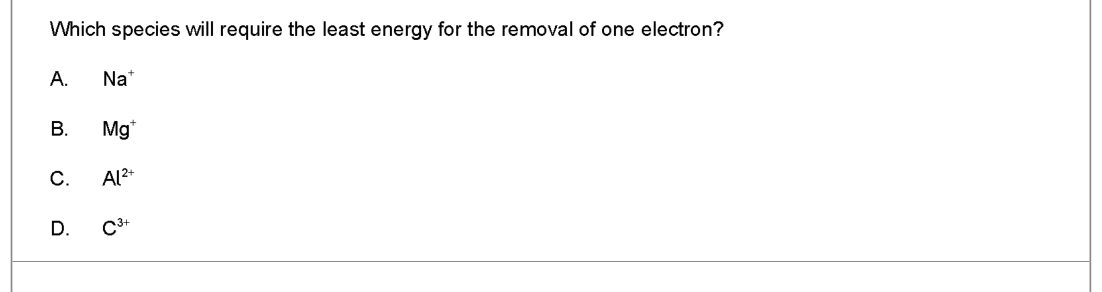 Which species will require the least energy for the removal of one electron?
A. Na⁺
B. Mg⁺
C. Al²⁺
D. C³⁺